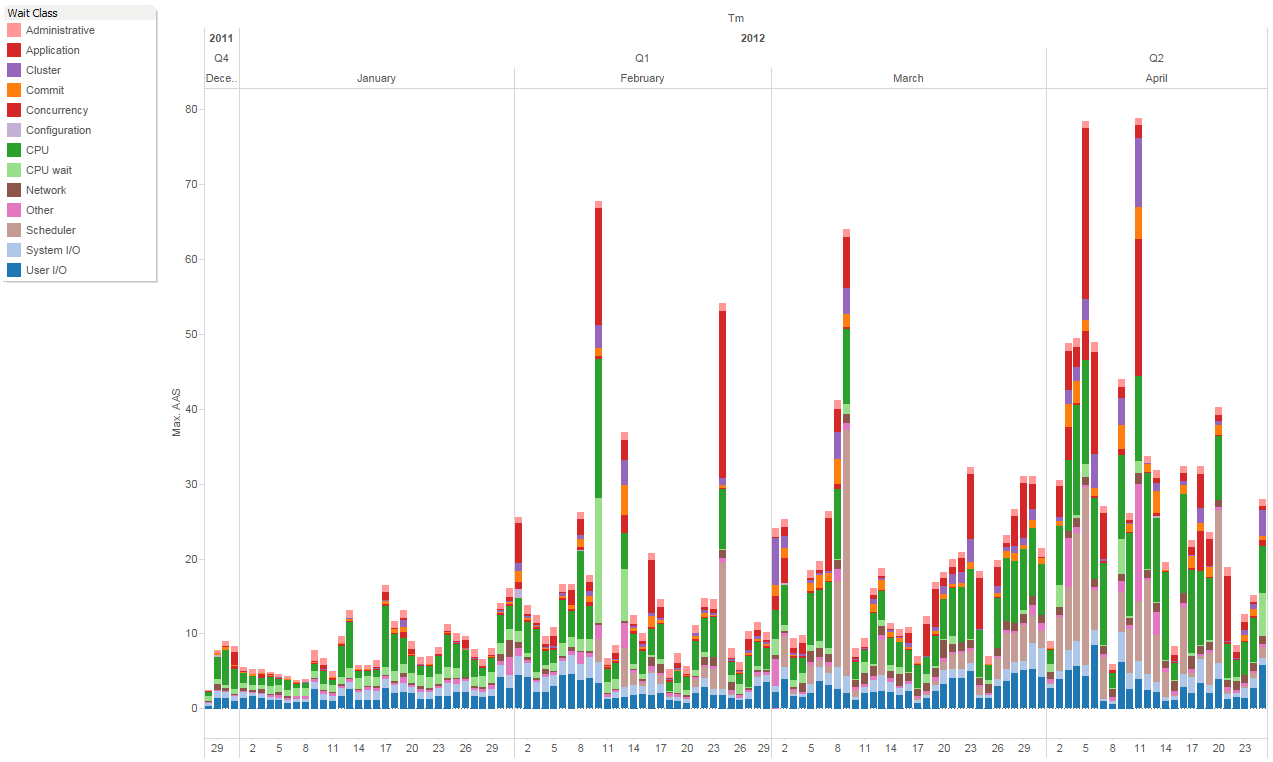 Wait Class
Administrative
Application
Cluster
Commit
Concurrency
Configuration
CPU
CPU wait
Network
Other
Scheduler
System I/O
User I/O
Tm
2011 2012
Q4 Q1 Q2
Dece.. January February March April
80
70
60
50
40
30
20
10
0
Max. AAS
29 2 5 8 11 14 17 20 23 26 29 2 5 8 11 14 17 20 23 26 29 2 5 8 11 14 17 20 23 26 29 2 5 8 11 14 17 20 23